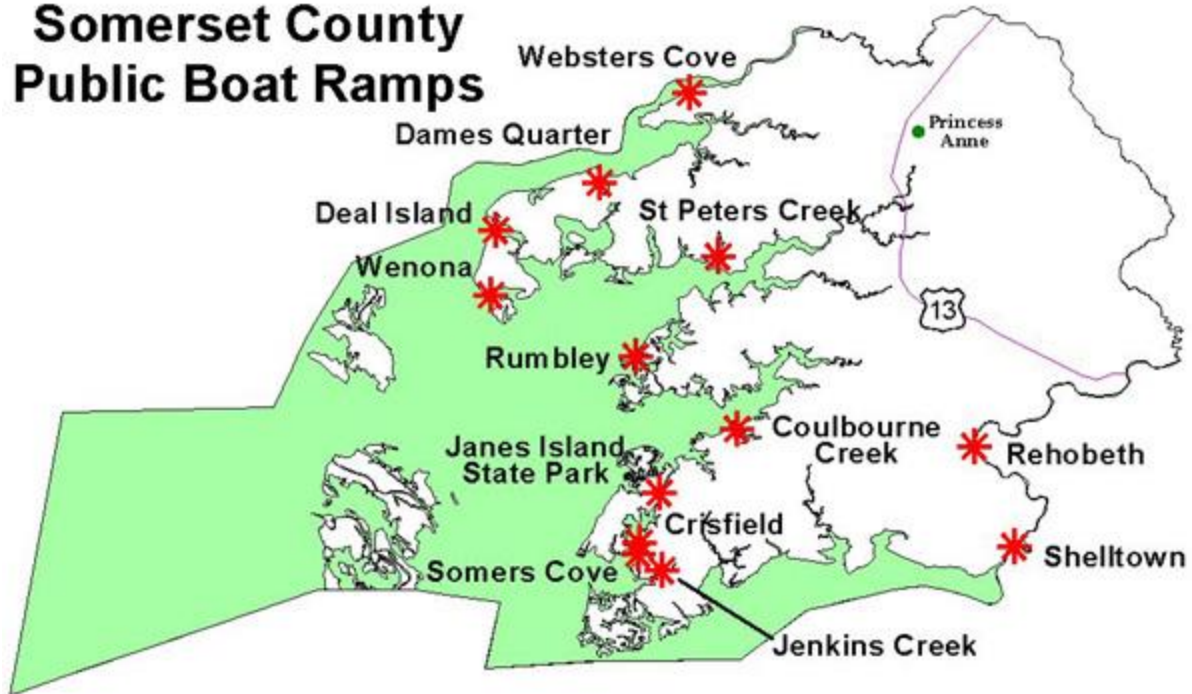 Somerset County
Public Boat Ramps
Websters Cove
Dames Quarter
Princess
Anne
Deal Island
St Peters Creek
Wenona
13
Rumbley
Coulbourne
Creek
Janes Island
State Park
Rehobeth
Crisfield
Shelltown
Somers Cove
Jenkins Creek